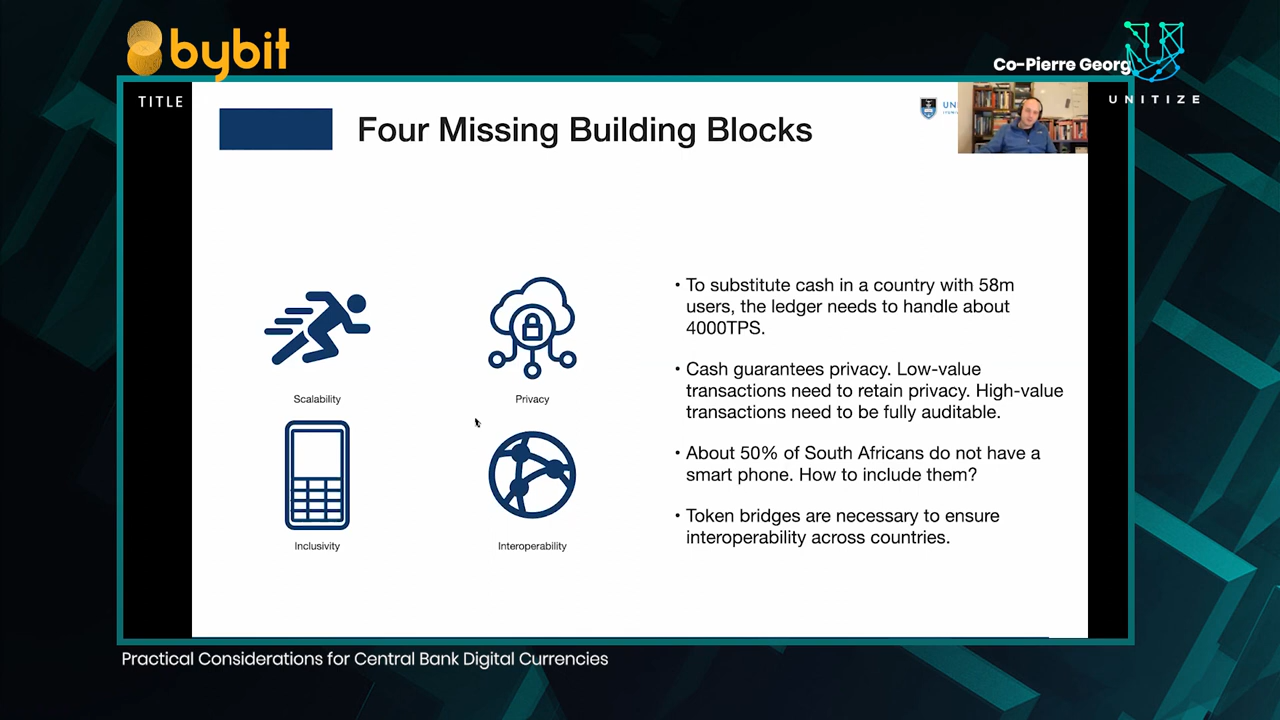 bybit
Co-Pierre Georg
UNITIZE
TITLE
Four Missing Building Blocks
Scalability
Privacy
Inclusivity
Interoperability
• To substitute cash in a country with 58m
users, the ledger needs to handle about
4000TPS.
• Cash guarantees privacy. Low-value
transactions need to retain privacy. High-value
transactions need to be fully auditable.
• About 50% of South Africans do not have a
smart phone. How to include them?
• Token bridges are necessary to ensure
interoperability across countries.
Practical Considerations for Central Bank Digital Currencies